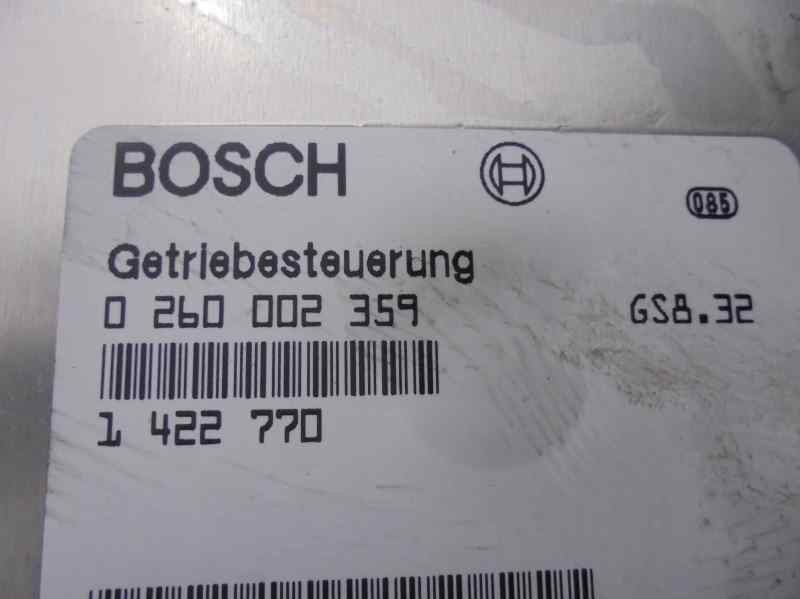 BOSCH
085
Getriebesteuerung
0 260 002 359 GS8.32
1 422 770